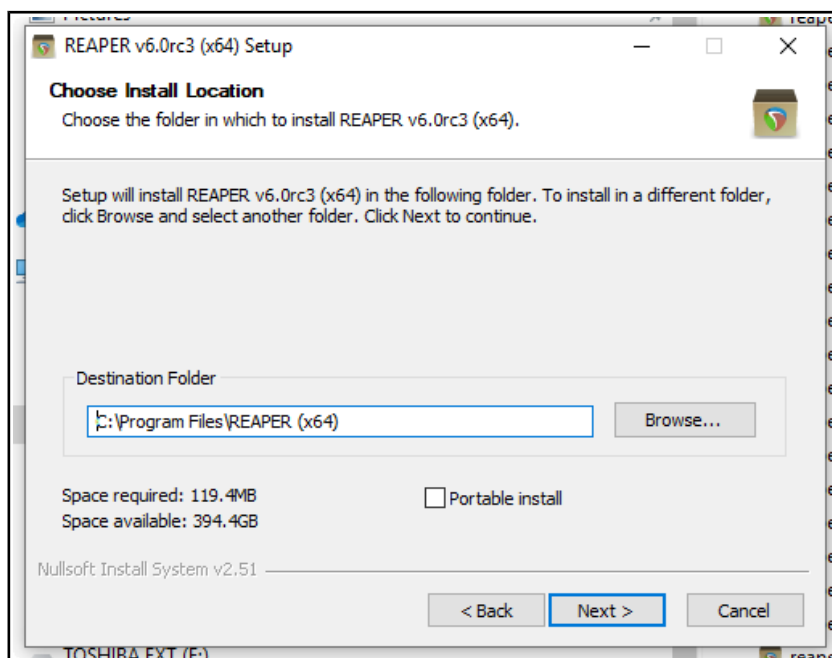 Pictures
REAPER v6.0rc3 (x64) Setup
Choose Install Location
Choose the folder in which to install REAPER v6.0rc3 (x64).
Setup will install REAPER v6.0rc3 (x64) in the following folder. To install in a different folder,
click Browse and select another folder. Click Next to continue.
Destination Folder
C:\Program Files\REAPER (x64)
Browse...
Space required: 119.4MB
Portable install
Space available: 394.4GB
Nullsoft Install System v2.51
< Back
Next >
Cancel
TOSHIBA EXT (F:)
reape